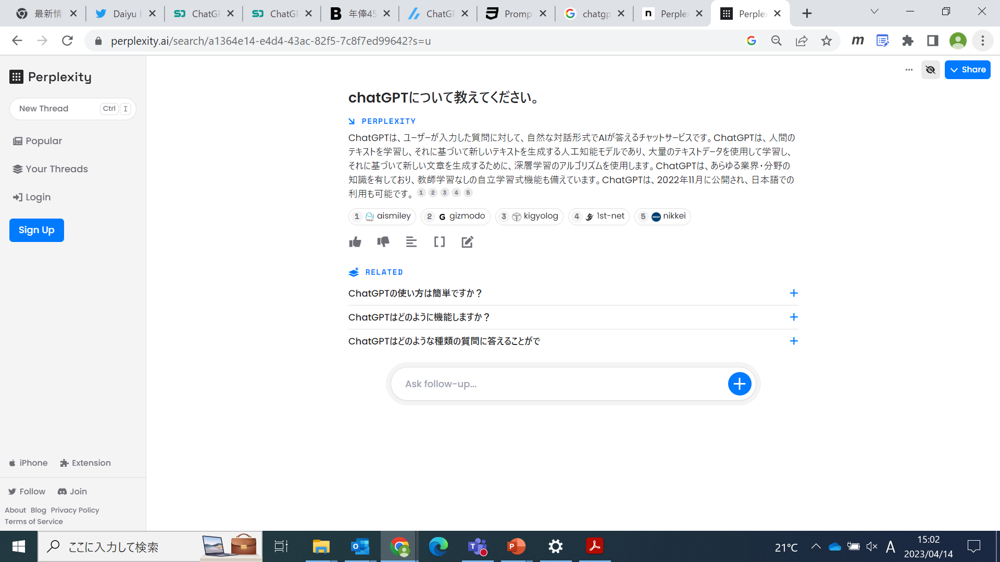 最新情
Daiyu
ChatGP
ChatGP
年俸45
ChatGP
Promp
chatgp
Perple
Perple
perplexity.ai/search/a1364e14-e4d4-43ac-82f5-7c8f7ed99642?s=u
m
Perplexity
New Thread
Ctrl I
Popular
Your Threads
Login
Sign Up
Share
chatGPTについて教えてください。
PERPLEXITY
ChatGPTは、ユーザーが入力した質問に対して、自然な対話形式でAIが答えるチャットサービスです。ChatGPTは、人間の
テキストを学習し、それに基づいて新しいテキストを生成する人工知能モデルであり、大量のテキストデータを使用して学習し、
それに基づいて新しい文章を生成するために、深層学習のアルゴリズムを使用します。ChatGPTは、あらゆる業界・分野の
知識を有しており、教師学習なしの自立学習式機能も備えています。ChatGPTは、2022年11月に公開され、日本語での
利用も可能です。 1 2 3 4 5
1 aismiley 2 gizmodo 3 kigyolog 4 1st-net 5 nikkei
RELATED
ChatGPTの使い方は簡単ですか？
ChatGPTはどのように機能しますか？
ChatGPTはどのような種類の質問に答えることがで
Ask follow-up...
iPhone Extension
Follow Join
About Blog Privacy Policy
Terms of Service
ここに入力して検索
21°C
A
15:02
2023/04/14